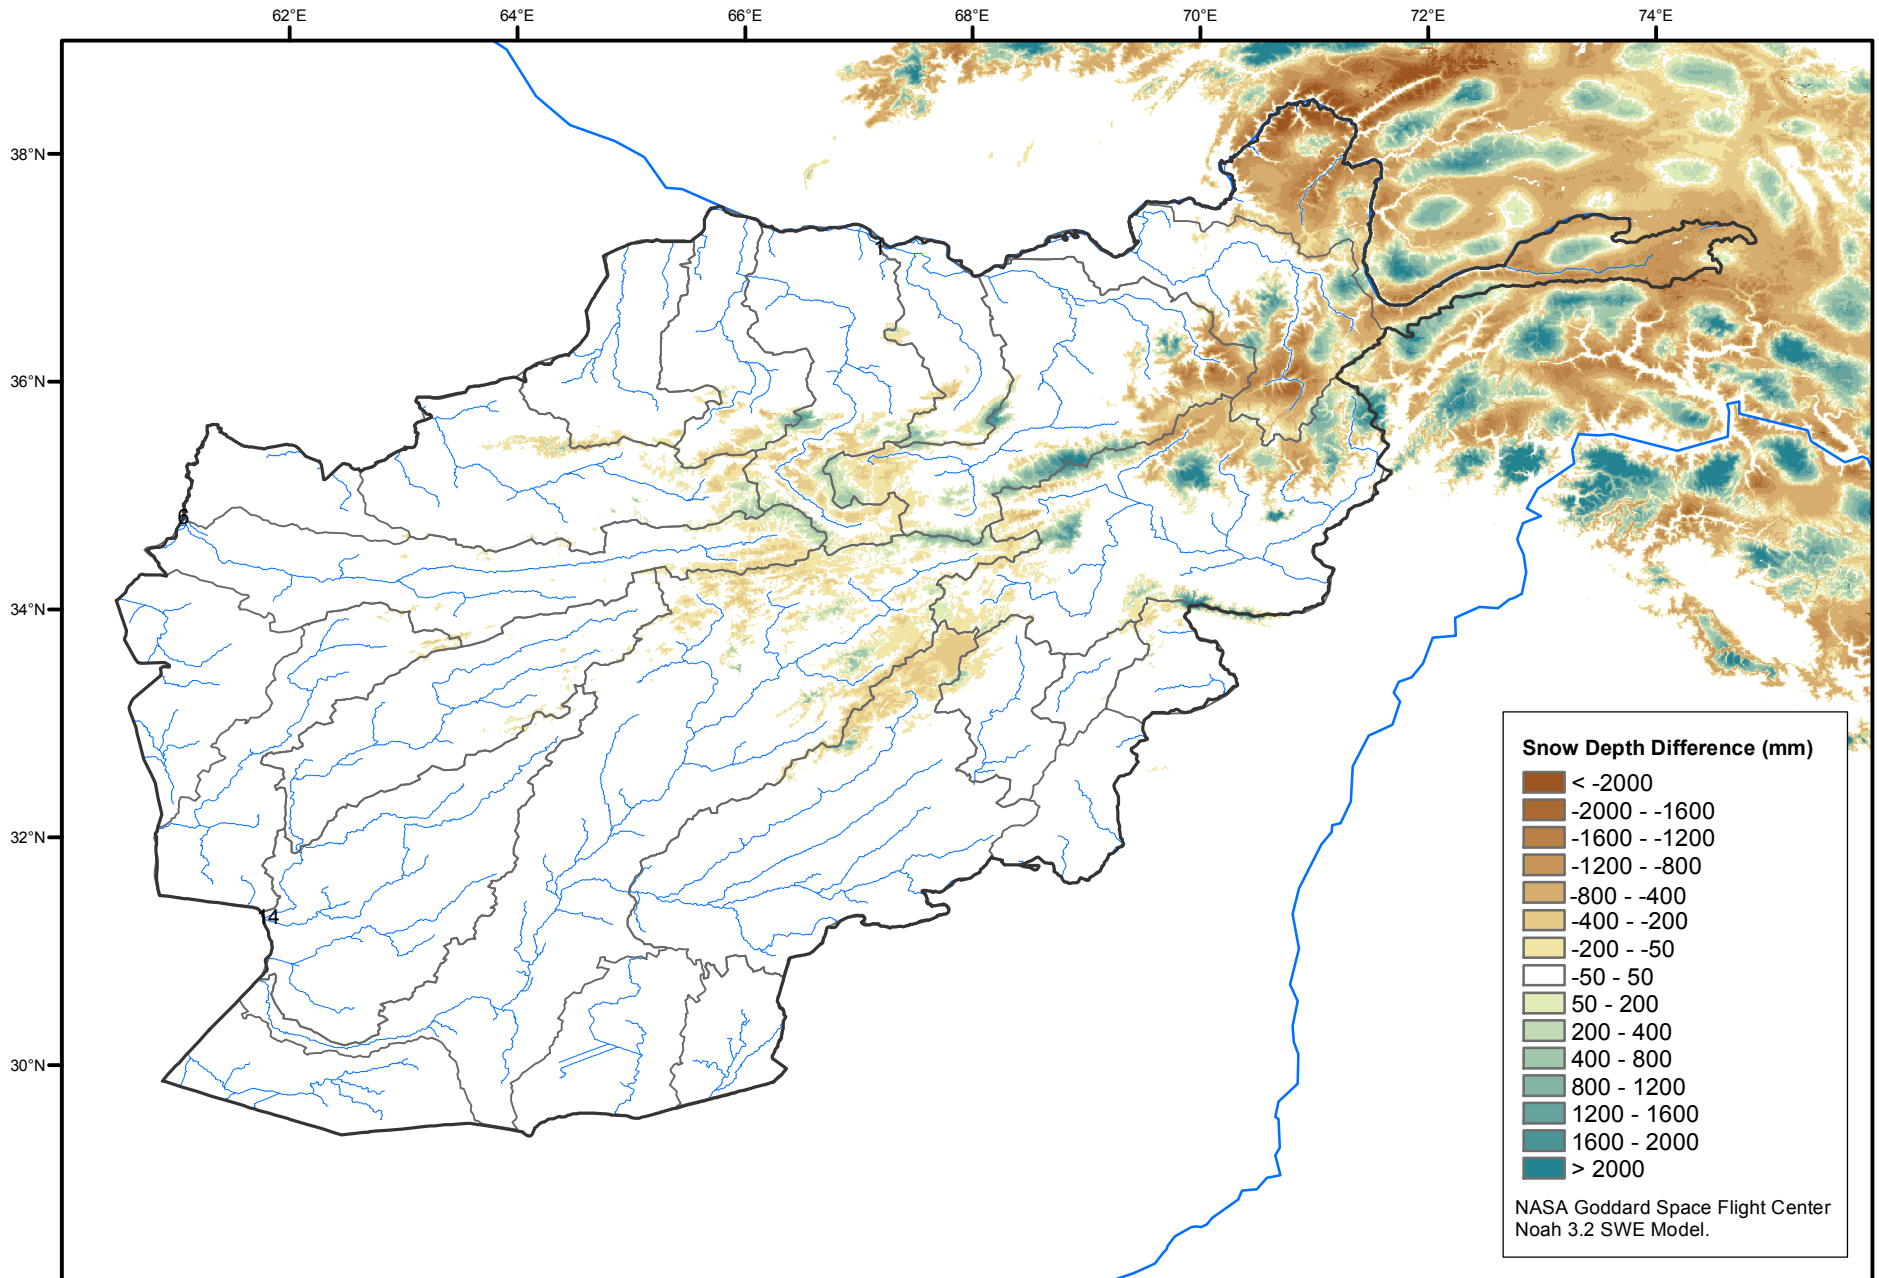 62°E
64°E
66°E
68°E
70°E
72°E
74°E
38°N
36°N
34°N
32°N
30°N
1
6
14
Snow Depth Difference (mm)
< -2000
-2000 - -1600
-1600 - -1200
-1200 - -800
-800 - -400
-400 - -200
-200 - -50
-50 - 50
50 - 200
200 - 400
400 - 800
800 - 1200
1200 - 1600
1600 - 2000
> 2000
NASA Goddard Space Flight Center
Noah 3.2 SWE Model.